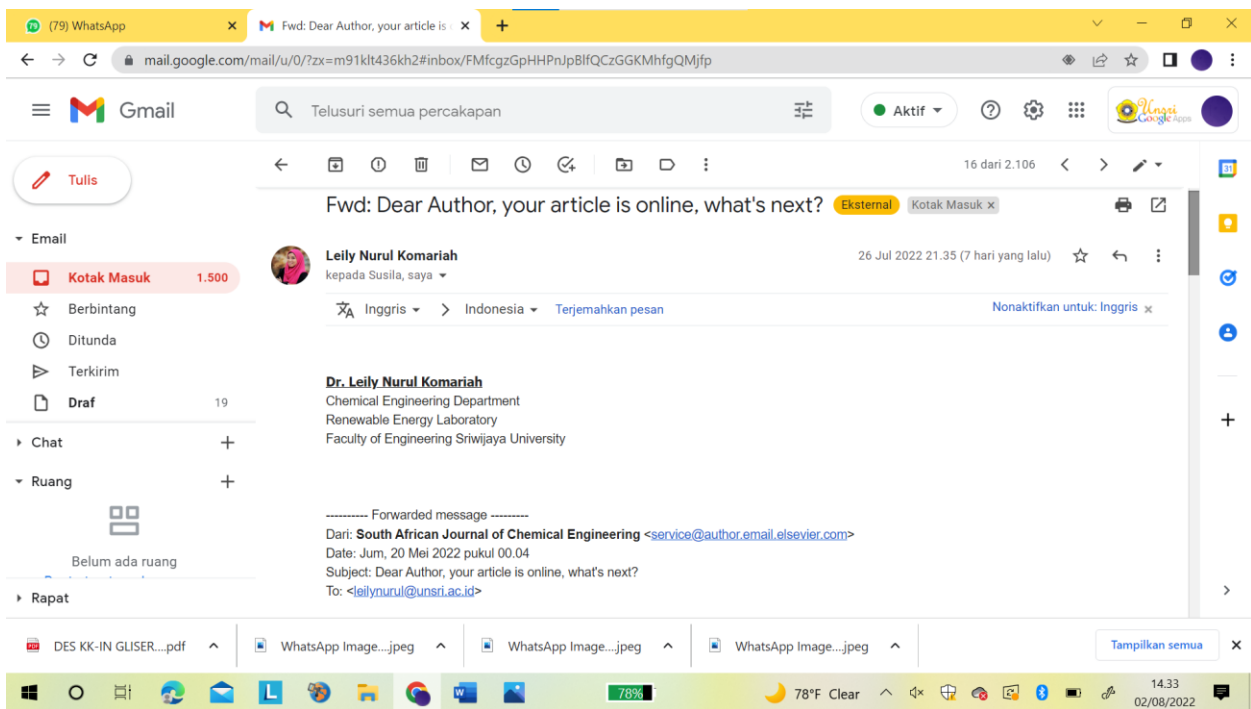 79 (79) WhatsApp
Fwd: Dear Author, your article is
mail.google.com/mail/u/0/?zx=m91klt436kh2#inbox/FMfcgzGpHHPnJpBlfQCzGGKMhfgQMjfp
Gmail
Telusuri semua percakapan
Aktif
Unsri
Google Apps
Tulis
16 dari 2.106
31
Fwd: Dear Author, your article is online, what's next? Eksternal Kotak Masuk x
Email
Leily Nurul Komariah
26 Jul 2022 21.35 (7 hari yang lalu)
kepada Susila, saya
Kotak Masuk 1.500
Inggris > Indonesia Terjemahkan pesan
Nonaktifkan untuk: Inggris x
Berbintang
Ditunda
Terkirim
Draf 19
Dr. Leily Nurul Komariah
Chemical Engineering Department
Renewable Energy Laboratory
Faculty of Engineering Sriwijaya University
Chat
Ruang
Belum ada ruang
Rapat
---------- Forwarded message ---------
Dari: South African Journal of Chemical Engineering <service@author.email.elsevier.com>
Date: Jum, 20 Mei 2022 pukul 00.04
Subject: Dear Author, your article is online, what's next?
To: <leilynurul@unsri.ac.id>
PDF DES KK-IN GLISER....pdf
WhatsApp Image....jpeg
WhatsApp Image....jpeg
WhatsApp Image....jpeg
Tampilkan semua
L
W
78%
78°F Clear
14.33
02/08/2022